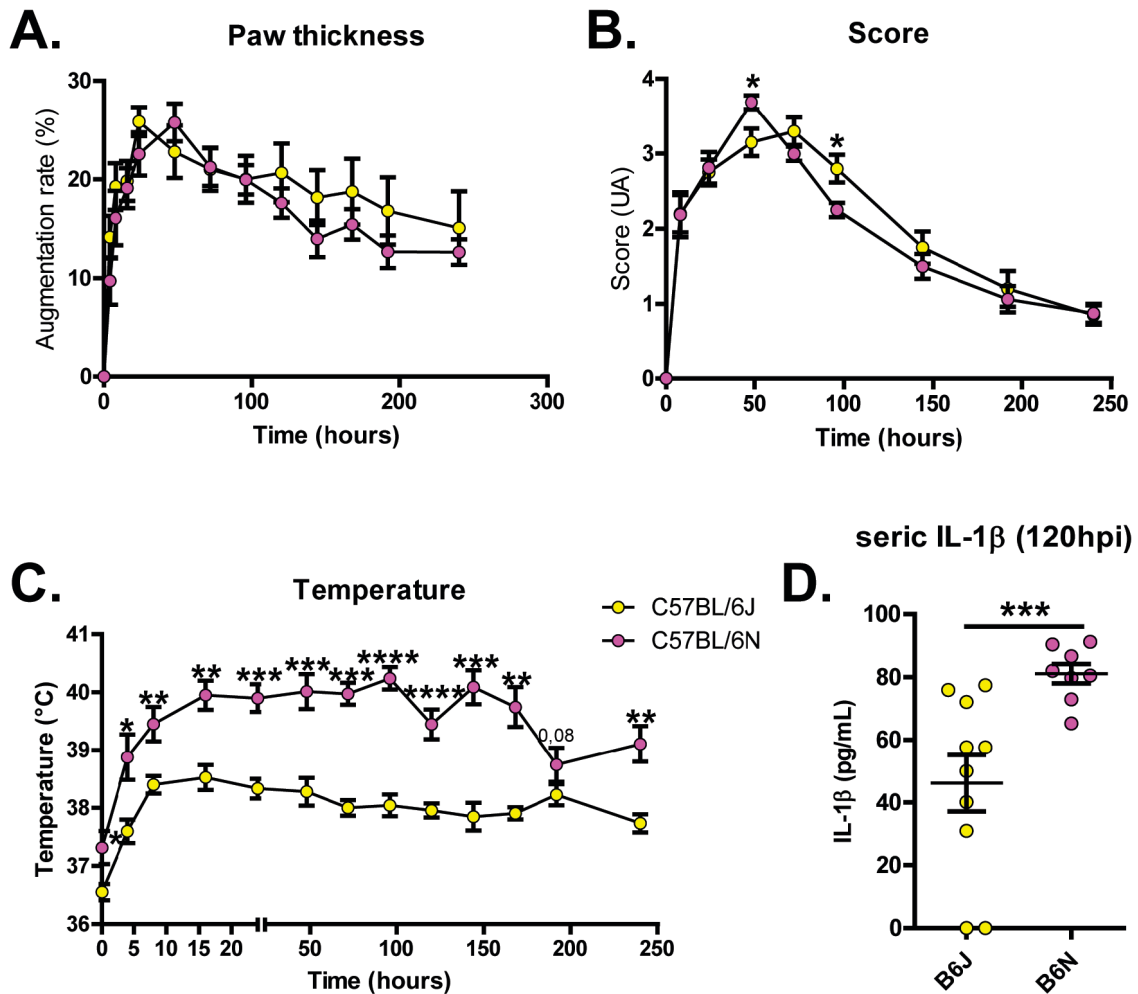 A.
Paw thickness
Augmentation rate (%)
30
20
10
0
0 100 200 300
Time (hours)
B.
Score
Score (UA)
4
3
2
1
0
* *
0 50 100 150 200 250
Time (hours)
C.
Temperature
C57BL/6J
C57BL/6N
Temperature (°C)
41
40
39
38
37
36
* * ** ** *** *** *** **** **** *** ** 0,08 **
0 5 10 15 20 50 100 150 200 250
Time (hours)
seric IL-1β (120hpi)
D.
***
IL-1β (pg/mL)
100
80
60
40
20
0
B6J B6N